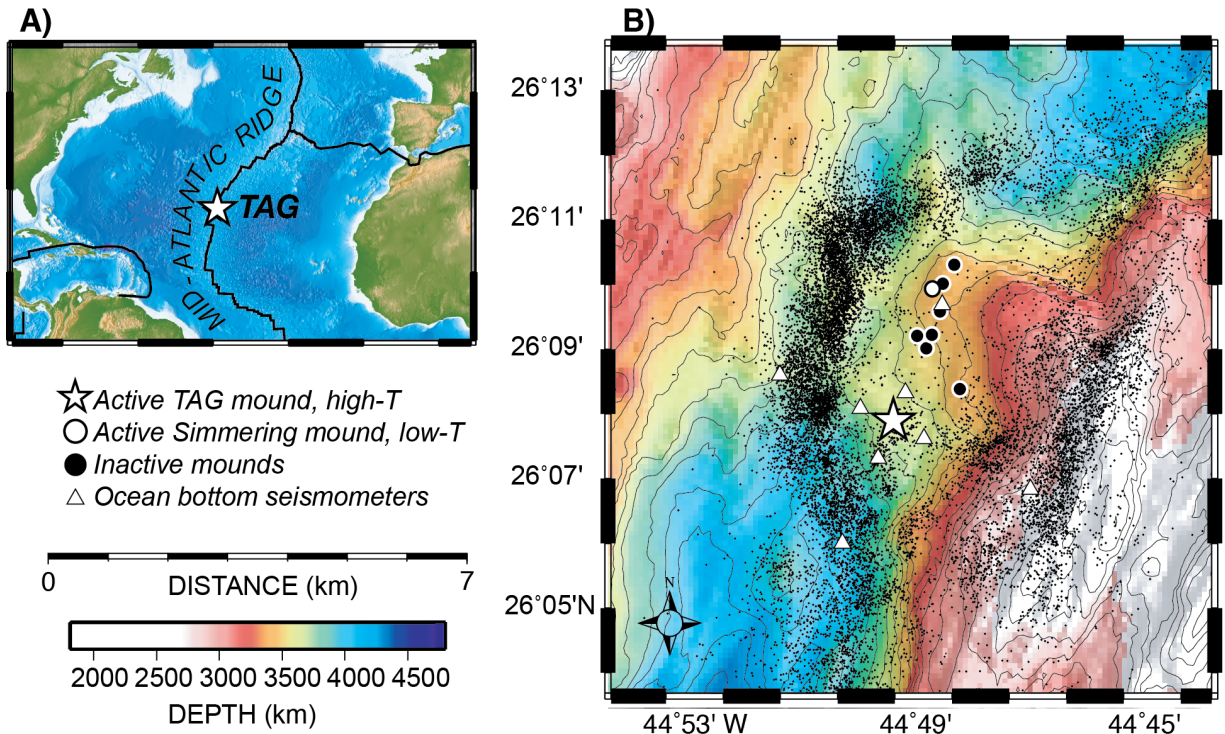 A)
MID-ATLANTIC RIDGE
TAG
Active TAG mound, high-T
Active Simmering mound, low-T
Inactive mounds
Ocean bottom seismometers
0 7
DISTANCE (km)
2000 2500 3000 3500 4000 4500
DEPTH (km)
B)
26°13'
26°11'
26°09'
26°07'
26°05'N
N
44°53' W 44°49' 44°45'